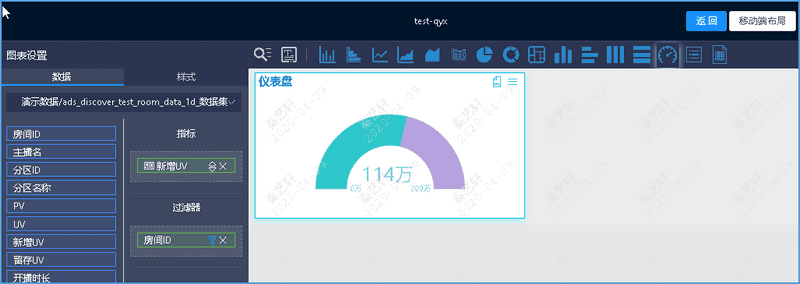 test-qyx
返回
移动端布局
图表设置
数据
样式
演示数据/ads_discover_test_room_data_1d_数据集
房间ID
主播名
分区ID
分区名称
PV
UV
新增UV
留存UV
开播时长
指标
新增UV
过滤器
房间ID
仪表盘
114万
0万
200万
秦艺轩
2020-04-09